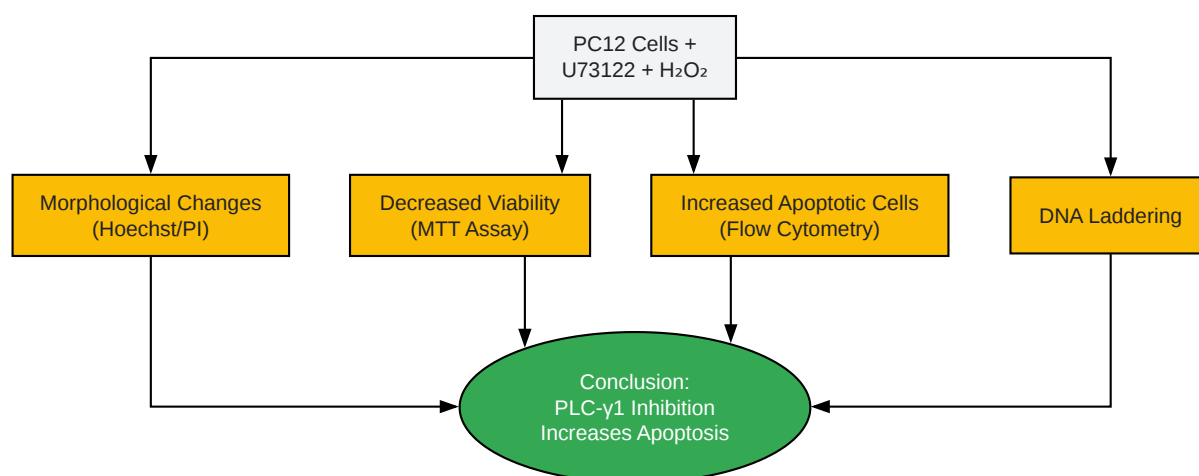 PC12 Cells +
U73122 + H₂O₂
Morphological Changes
(Hoechst/PI)
Decreased Viability
(MTT Assay)
Increased Apoptotic Cells
(Flow Cytometry)
DNA Laddering
Conclusion:
PLC-γ1 Inhibition
Increases Apoptosis